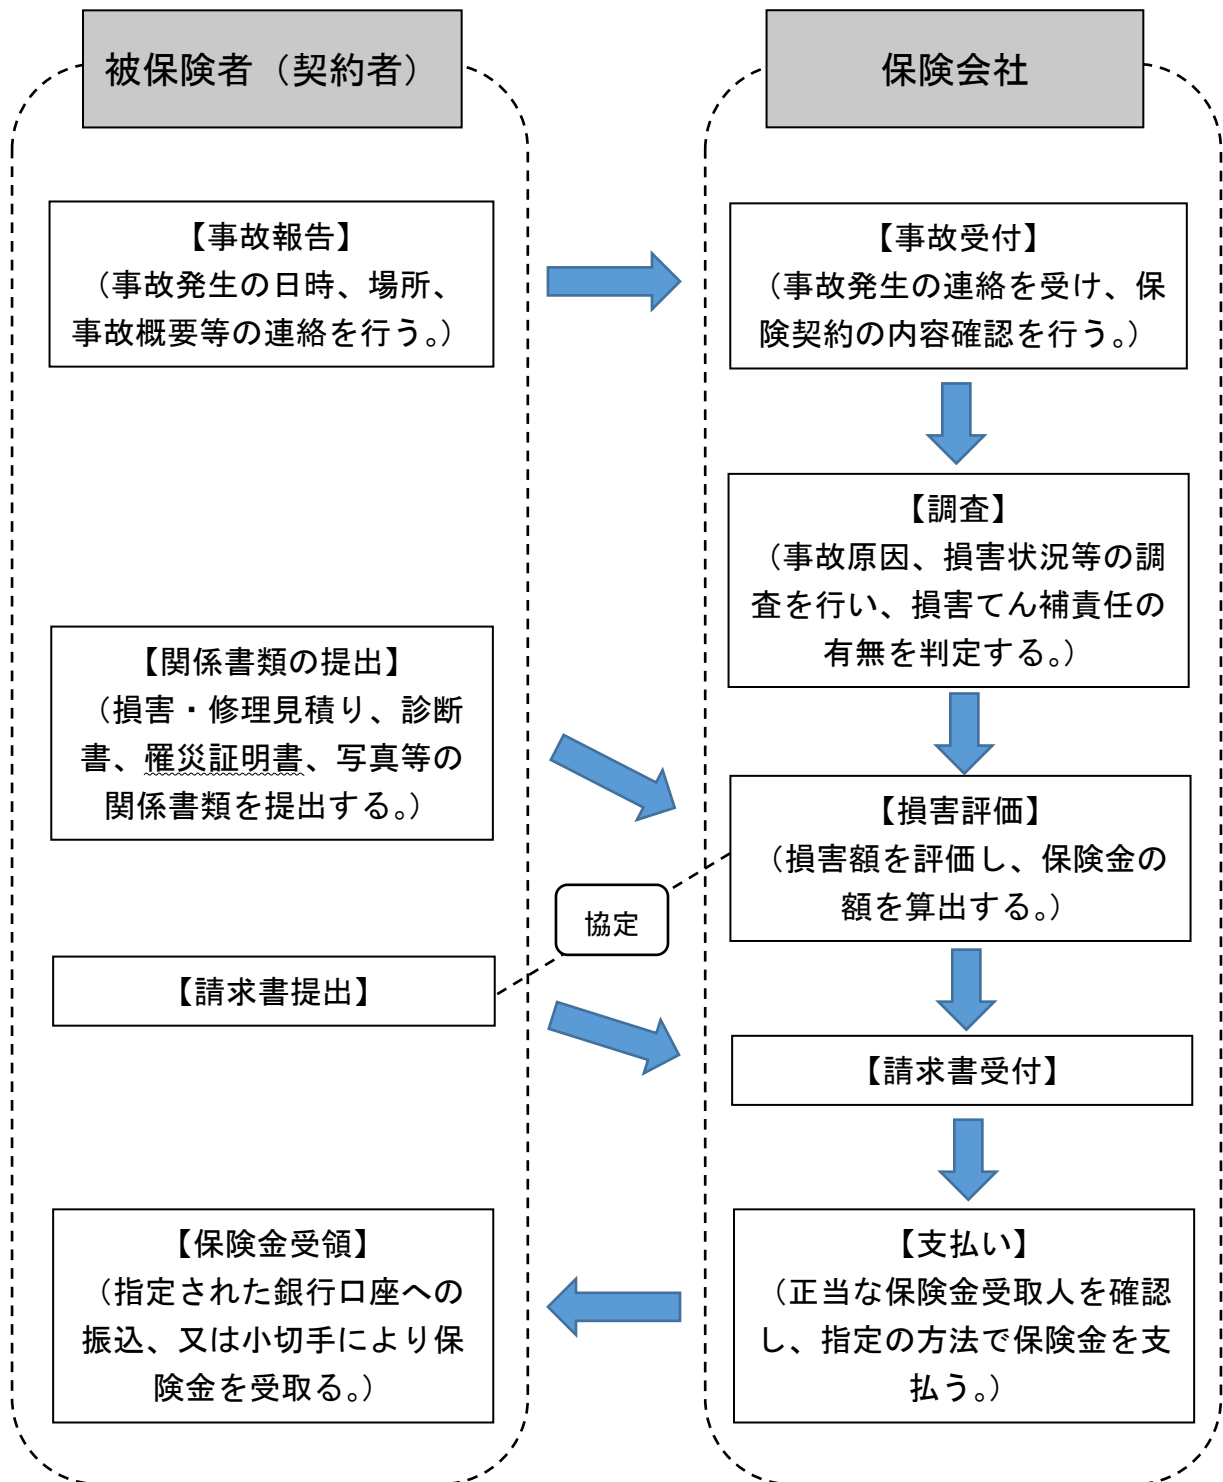 被保険者（契約者）
保険会社
【事故報告】
（事故発生の日時、場所、
事故概要等の連絡を行う。）
【事故受付】
（事故発生の連絡を受け、保
険契約の内容確認を行う。）
【調査】
（事故原因、損害状況等の調
査を行い、損害てん補責任の
有無を判定する。）
【関係書類の提出】
（損害・修理見積り、診断
書、罹災証明書、写真等の
関係書類を提出する。）
【損害評価】
（損害額を評価し、保険金の
額を算出する。）
協定
【請求書提出】
【請求書受付】
【保険金受領】
（指定された銀行口座への
振込、又は小切手により保
険金を受取る。）
【支払い】
（正当な保険金受取人を確認
し、指定の方法で保険金を支
払う。）